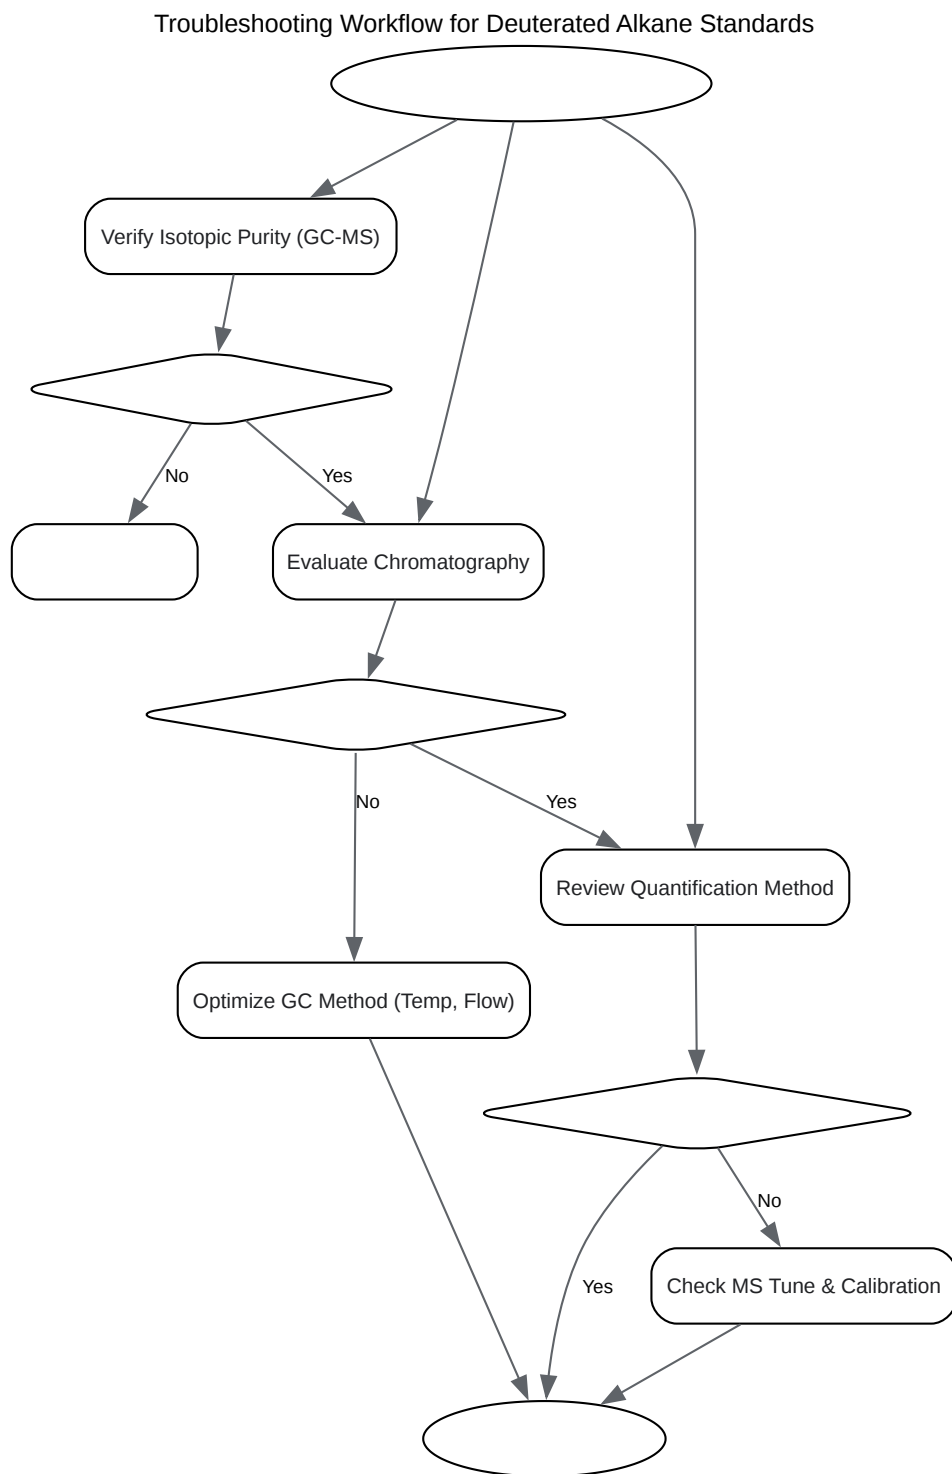 Troubleshooting Workflow for Deuterated Alkane Standards
Verify Isotopic Purity (GC-MS)
No
Yes
Evaluate Chromatography
No
Yes
Review Quantification Method
Optimize GC Method (Temp, Flow)
No
Yes
Check MS Tune & Calibration